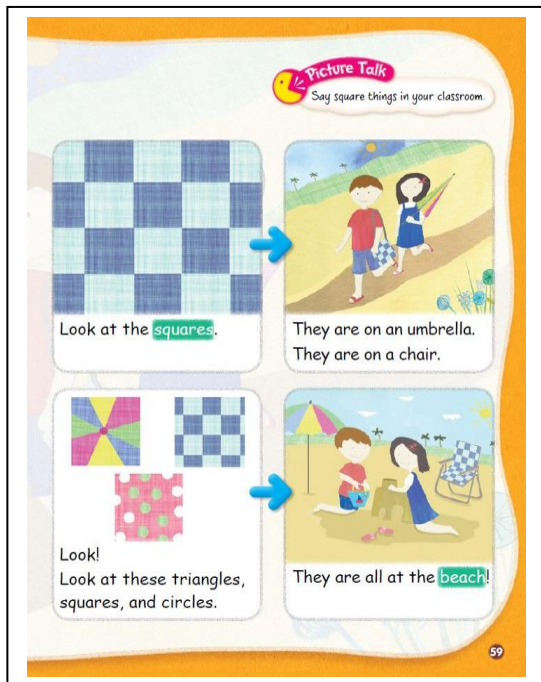 Picture Talk
Say square things in your classroom.
Look at the squares.
They are on an umbrella.
They are on a chair.
Look!
Look at these triangles,
squares, and circles.
They are all at the beach!
59